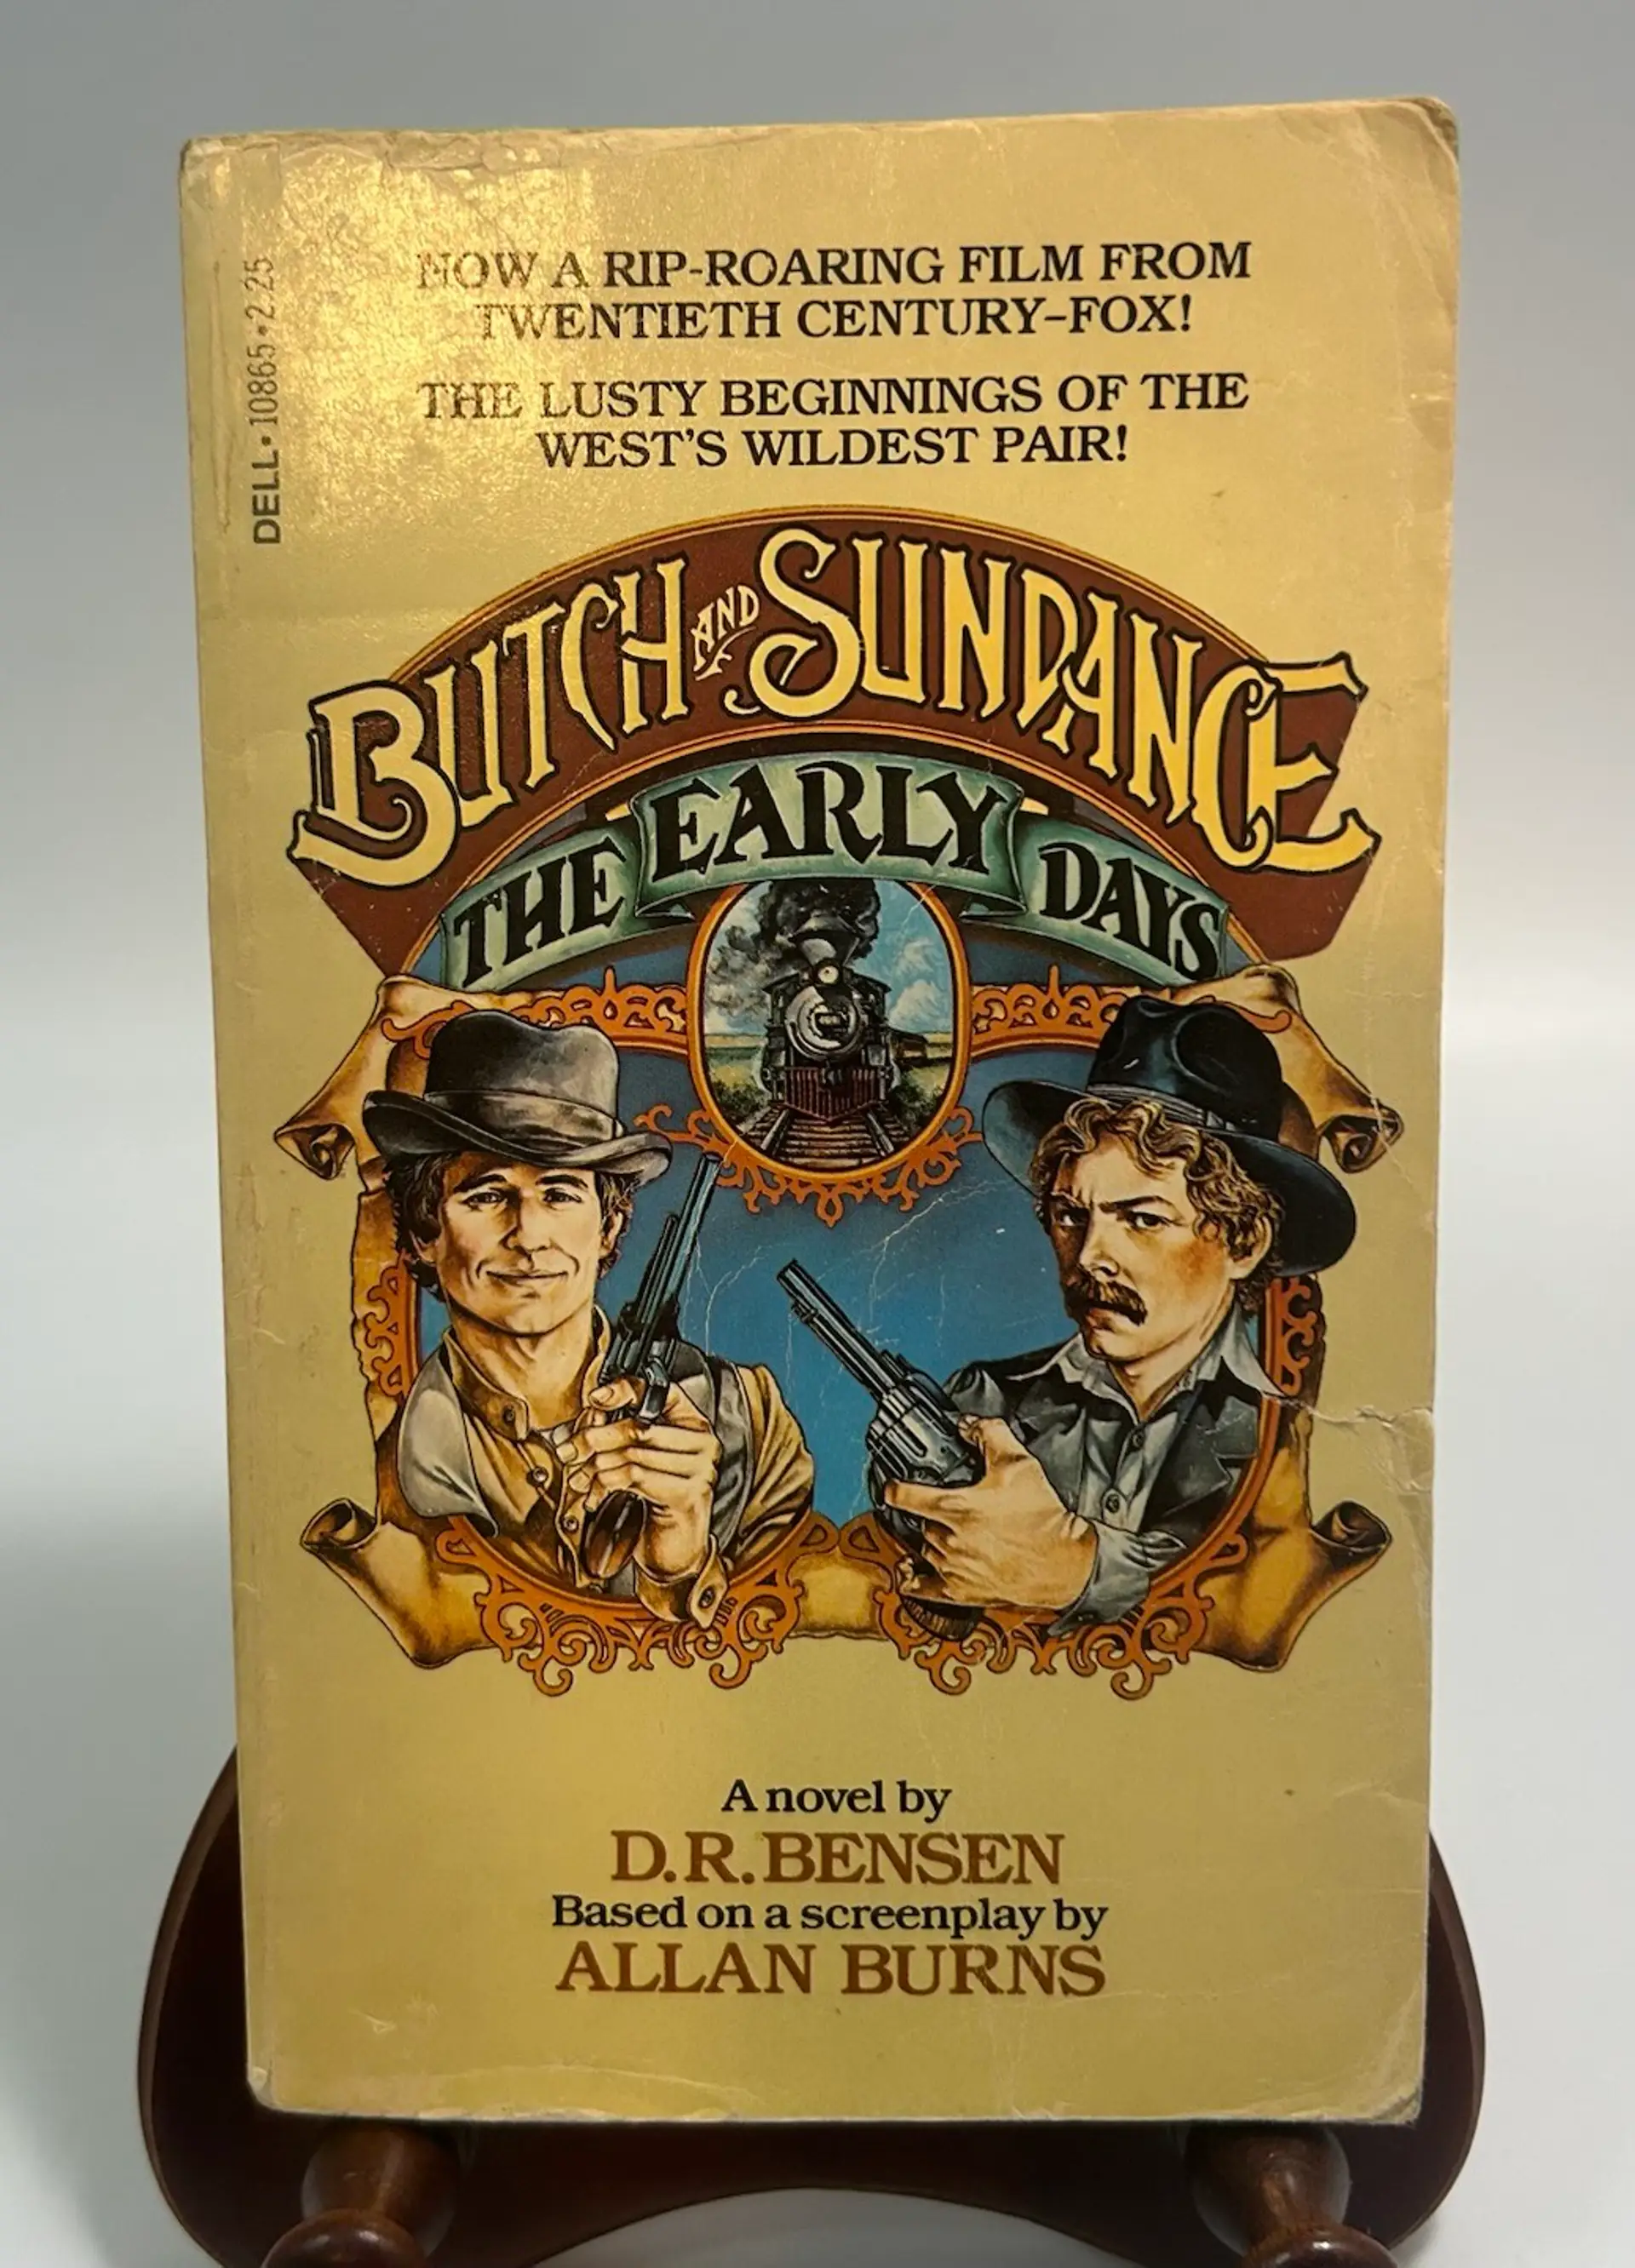 DELL • 10865 • 2.25
NOW A RIP-ROARING FILM FROM
TWENTIETH CENTURY-FOX!
THE LUSTY BEGINNINGS OF THE
WEST'S WILDEST PAIR!
BUTCH AND SUNDANCE
THE EARLY DAYS
A novel by
D.R. BENSEN
Based on a screenplay by
ALLAN BURNS